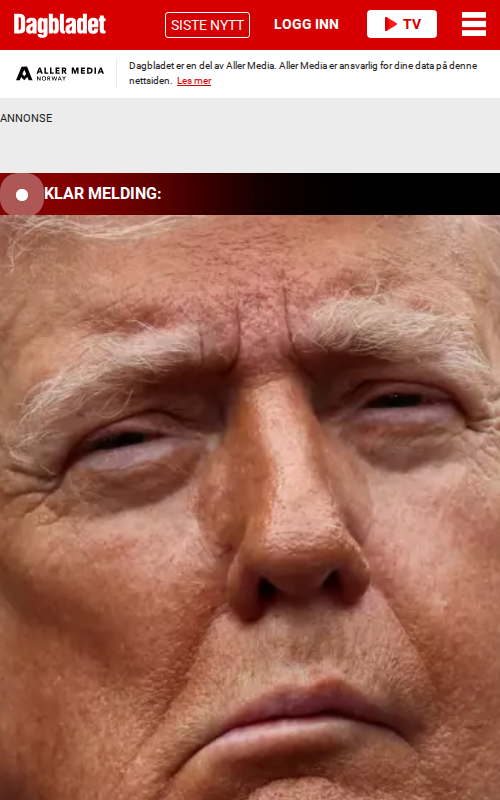 Dagbladet
SISTE NYTT
LOGG INN
TV
ALLER MEDIA
NORWAY
Dagbladet er en del av Aller Media. Aller Media er ansvarlig for dine data på denne
nettsiden. Les mer
ANNONSE
KLAR MELDING: